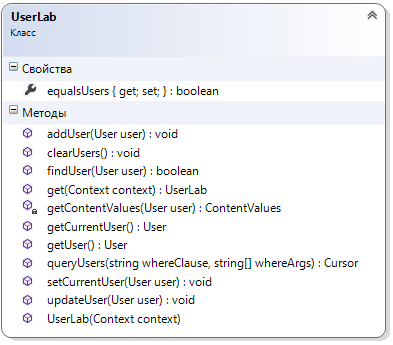 UserLab
Класс
Свойства
equalsUsers { get; set; } : boolean
Методы
addUser(User user) : void
clearUsers() : void
findUser(User user) : boolean
get(Context context) : UserLab
getContentValues(User user) : ContentValues
getCurrentUser() : User
getUser() : User
queryUsers(string whereClause, string[] whereArgs) : Cursor
setCurrentUser(User user) : void
updateUser(User user) : void
UserLab(Context context)